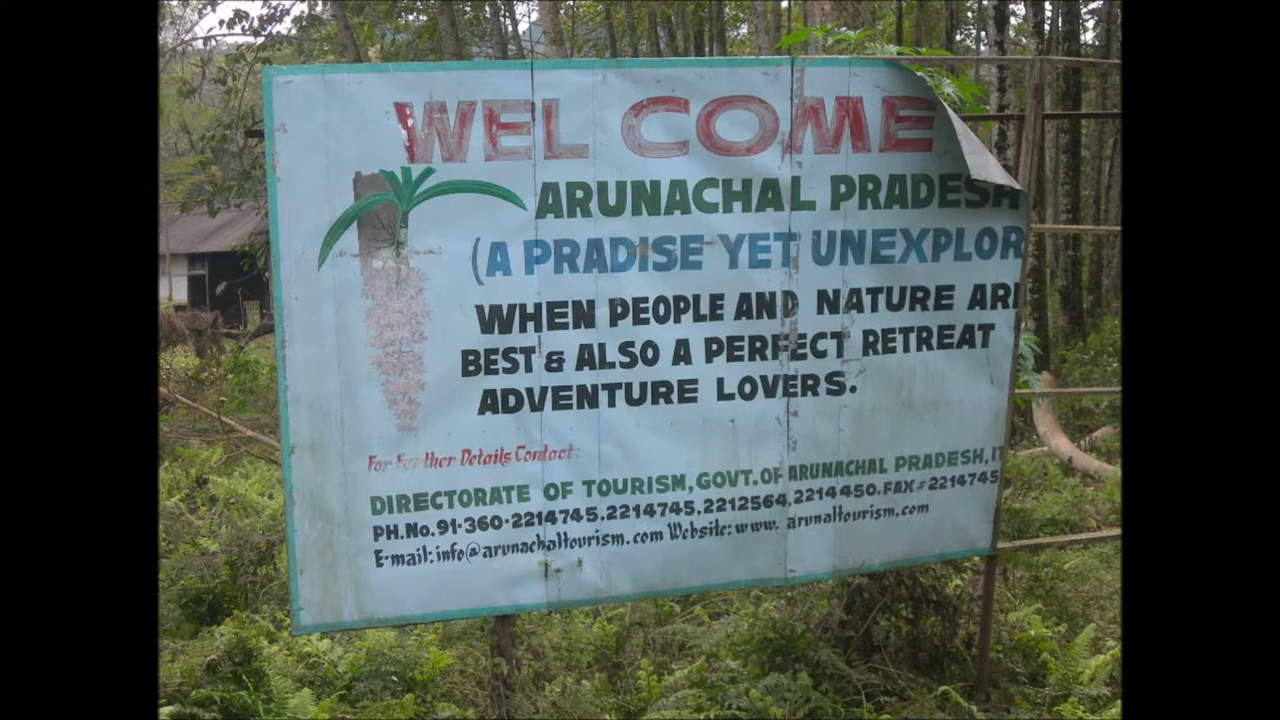 WEL COME
ARUNACHAL PRADESH
(A PRADISE YET UNEXPLOR
WHEN PEOPLE AND NATURE ARE
BEST & ALSO A PERFECT RETREAT
ADVENTURE LOVERS.
For Further Details Contact:
DIRECTORATE OF TOURISM, GOVT. OF ARUNACHAL PRADESH, IT
PH.No. 91-360-2214745, 2214745, 2212564, 2214450. FAX # 2214745
E-mail: info@arunachaltourism.com Website: www. arunaltourism.com